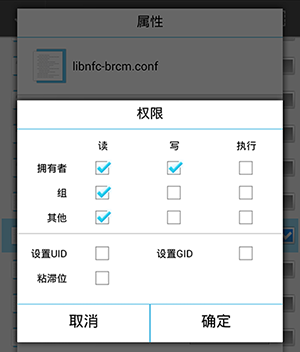 属性
libnfc-brcm.conf
权限
读 写 执行
拥有者
组
其他
设置UID 设置GID
粘滞位
取消 确定